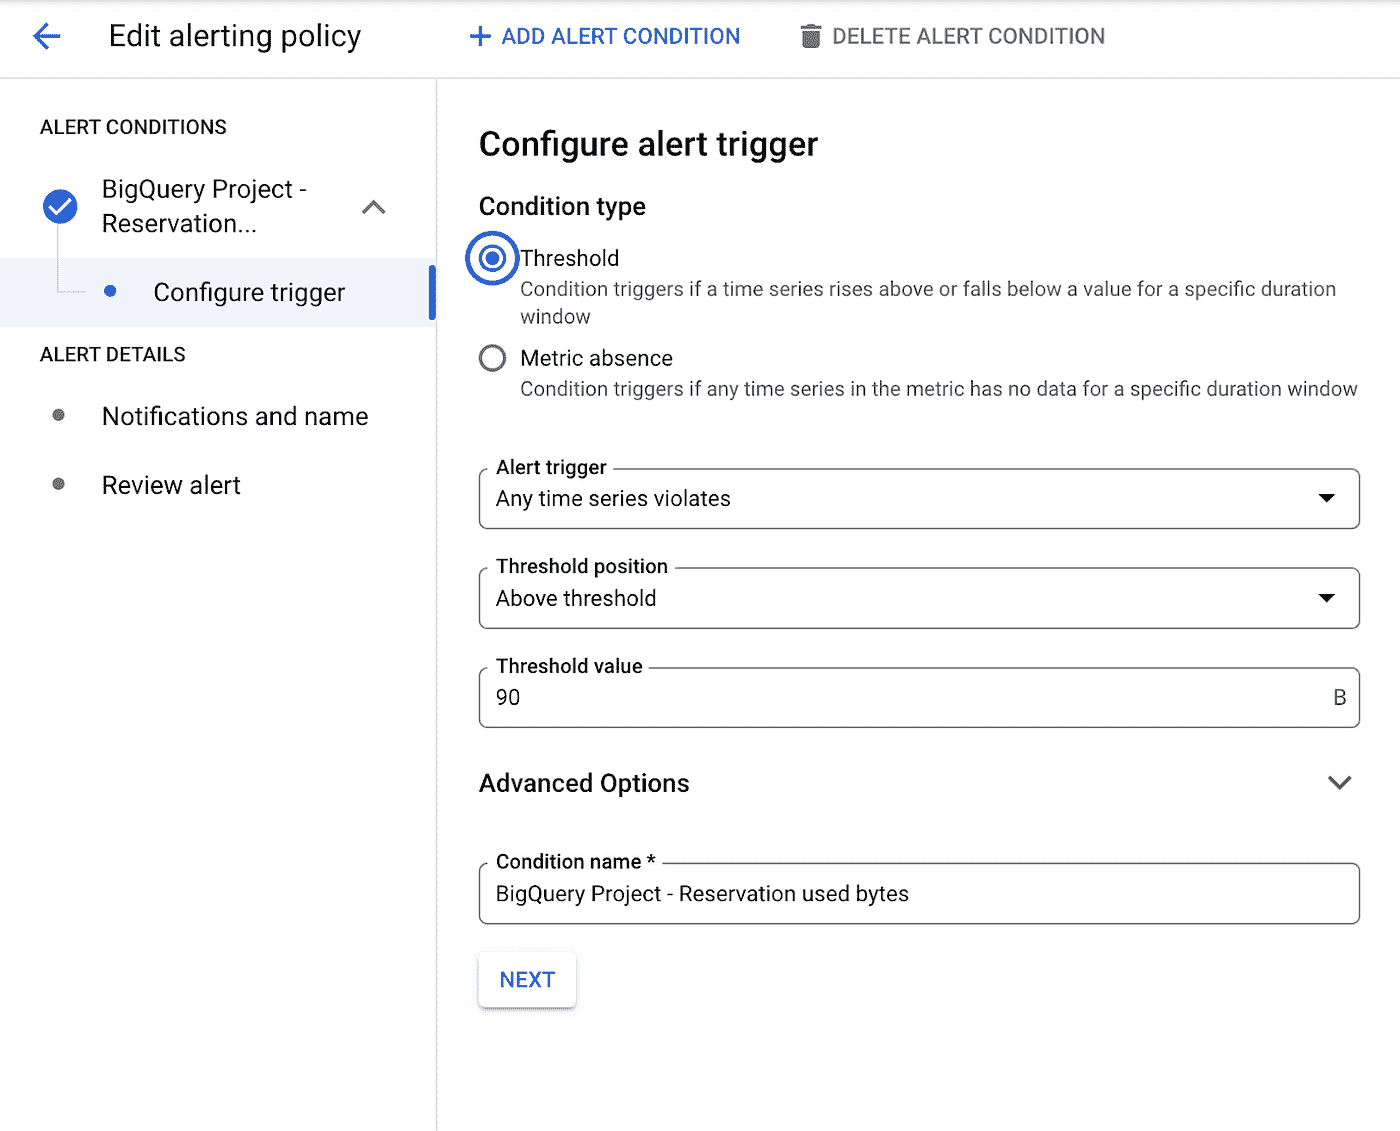 Edit alerting policy
ADD ALERT CONDITION
DELETE ALERT CONDITION
ALERT CONDITIONS
BigQuery Project -
Reservation...
Configure trigger
ALERT DETAILS
Notifications and name
Review alert
Configure alert trigger
Condition type
Threshold
Condition triggers if a time series rises above or falls below a value for a specific duration
window
Metric absence
Condition triggers if any time series in the metric has no data for a specific duration window
Alert trigger
Any time series violates
Threshold position
Above threshold
Threshold value
90 B
Advanced Options
Condition name *
BigQuery Project - Reservation used bytes
NEXT